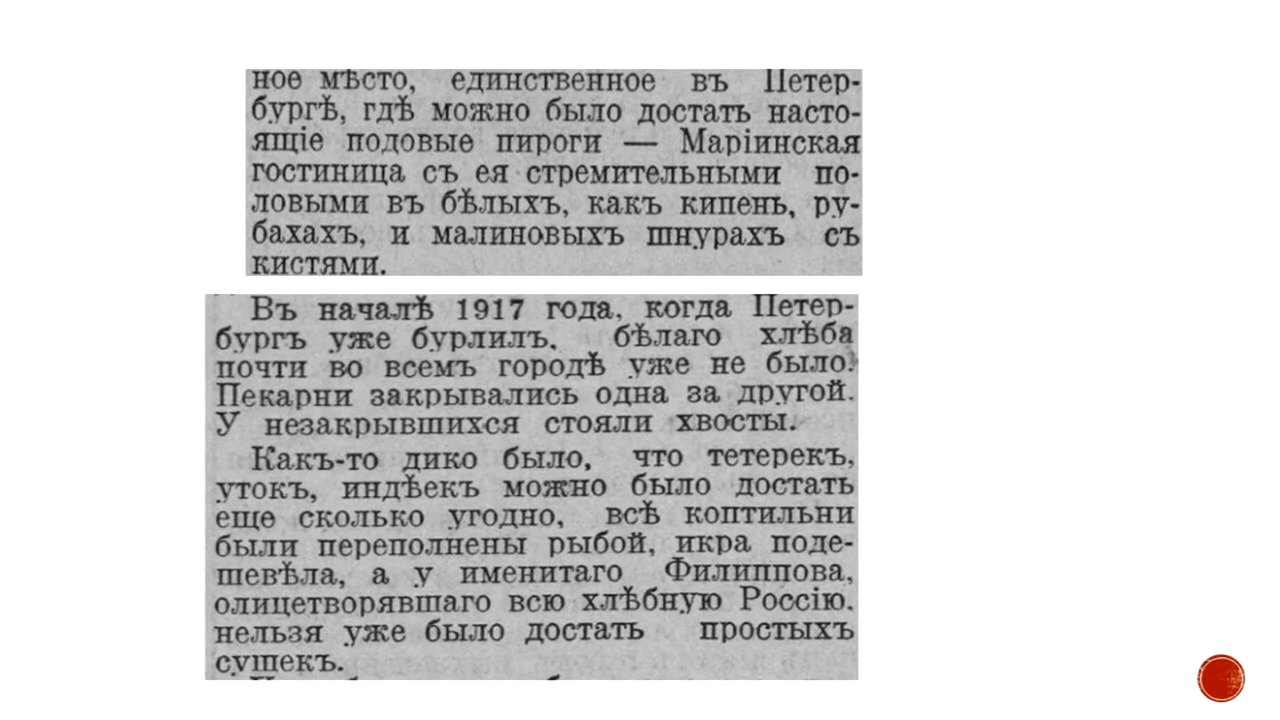 ное мѣсто, единственное въ Петер-
бургѣ, гдѣ можно было достать насто-
ящіе подовые пироги — Маріинская
гостиница съ ея стремительными по-
ловыми въ бѣлыхъ, какъ кипень, ру-
бахахъ, и малиновыхъ шнурахъ съ
кистями.
Въ началѣ 1917 года, когда Петер-
бургъ уже бурлилъ, бѣлаго хлѣба
почти во всемъ городѣ уже не было.
Пекарни закрывались одна за другой.
У незакрывшихся стояли хвосты.
Какъ-то дико было, что тетерекъ,
утокъ, индѣекъ можно было достать
еще сколько угодно, всѣ коптильни
были переполнены рыбой, икра поде-
шевѣла, а у именитаго Филиппова,
олицетворявшаго всю хлѣбную Россію,
нельзя уже было достать простыхъ
сушекъ.